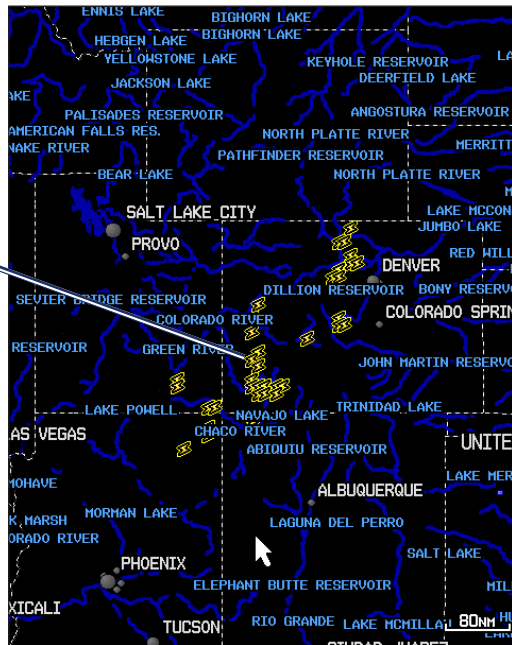 ENNIS LAKE
BIGHORN LAKE
HEBGEN LAKE
BIGHORN LAKE
YELLOWSTONE LAKE
KEYHOLE RESERVOIR
DEERFIELD LAKE
JACKSON LAKE
PALISADES RESERVOIR
ANGOSTURA RESERVOIR
AMERICAN FALLS RES.
NORTH PLATTE RIVER
NAKE RIVER
MERRITT
PATHFINDER RESERVOIR
BEAR LAKE
NORTH PLATTE RIVER
SALT LAKE CITY
LAKE MCCON
JUMBO LAKE
PROVO
RED WILL
DENVER
DILLION RESERVOIR
BONY RESERV
SEVIER BRIDGE RESERVOIR
COLORADO RIVER
COLORADO SPRIN
RESERVOIR
GREEN RIVER
JOHN MARTIN RESERVO
LAKE POWELL
NAVAJO LAKE
TRINIDAD LAKE
AS VEGAS
CHACO RIVER
ABIQUIU RESERVOIR
UNITE
MOHAVE
LAKE MER
ALBUQUERQUE
K MARSH
MORMON LAKE
LAGUNA DEL PERRO
ORADO RIVER
SALT LAKE
PHOENIX
ELEPHANT BUTTE RESERVOIR
MIL
XICALI
TUCSON
RIO GRANDE
LAKE MCMILLA
80NM
CIUDAD JUAREZ